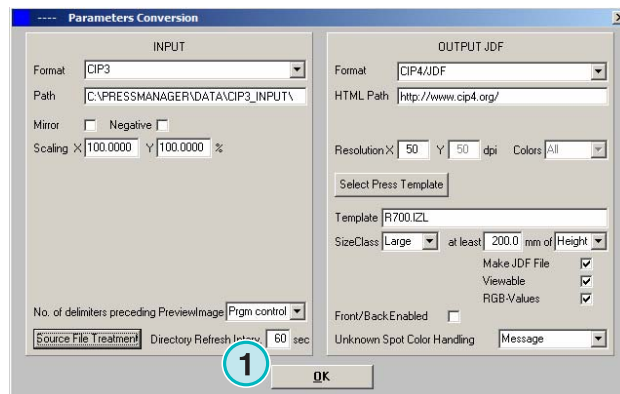 ---- Parameters Conversion
INPUT
Format CIP3
Path C:\PRESSMANAGER\DATA\CIP3_INPUT\
Mirror Negative
Scaling X 100.0000 Y 100.0000 %
No. of delimiters preceding PreviewImage Prgm control
Source File Treatment Directory Refresh Interv. 60 sec
OUTPUT JDF
Format CIP4/JDF
HTML Path http://www.cip4.org/
Resolution X 50 Y 50 dpi Colors All
Select Press Template
Template R700.IZL
SizeClass Large at least 200.0 mm of Height
Make JDF File
Viewable
RGB-Values
Front/Back Enabled
Unknown Spot Color Handling Message
1
OK